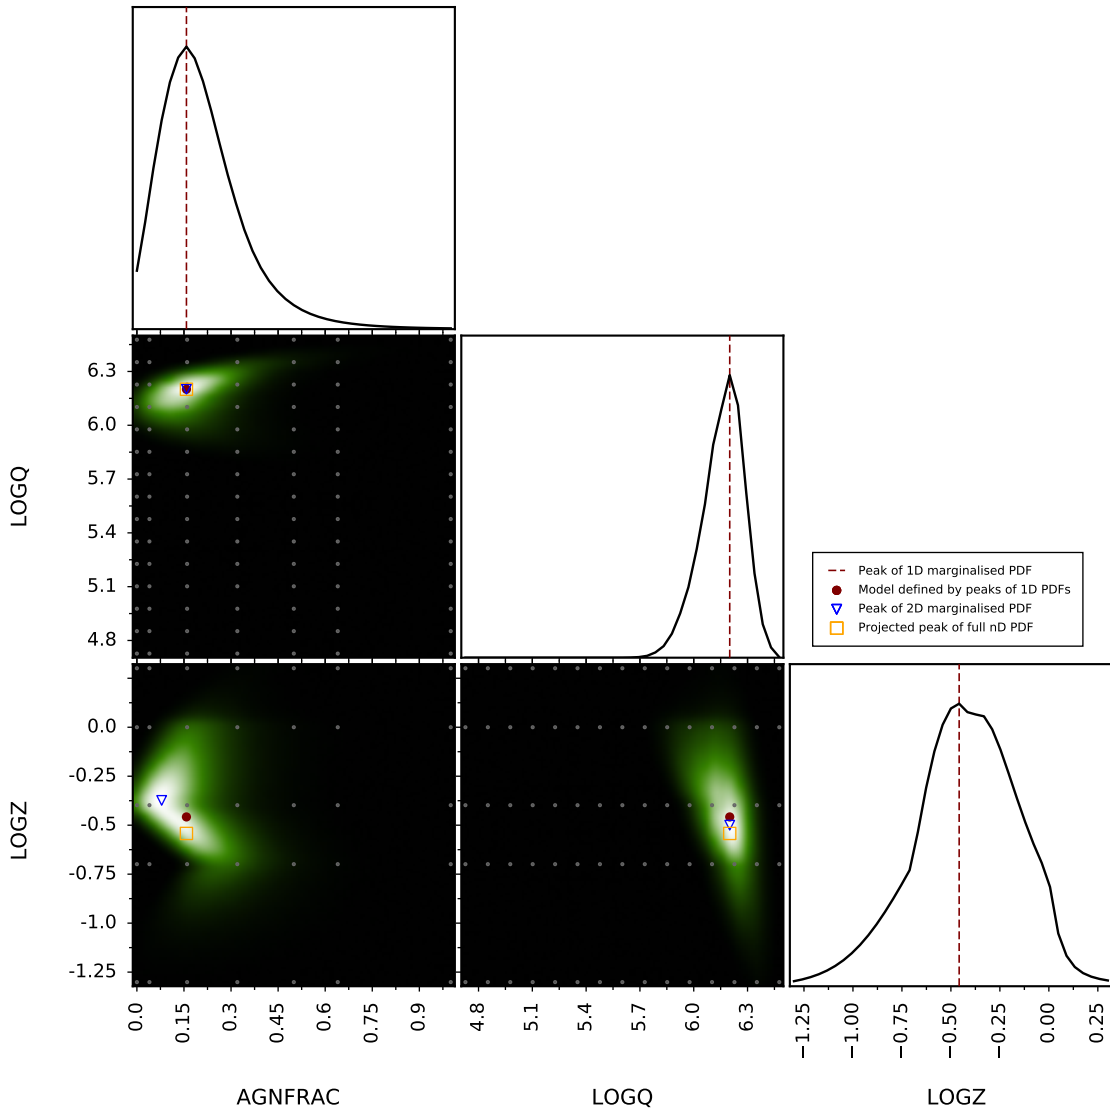 6.3
6.0
5.7
5.4
5.1
4.8
LOGQ
Peak of 1D marginalised PDF
Model defined by peaks of 1D PDFs
Peak of 2D marginalised PDF
Projected peak of full nD PDF
0.0
-0.25
-0.5
-0.75
-1.0
-1.25
LOGZ
0.0 0.15 0.3 0.45 0.6 0.75 0.9
4.8 5.1 5.4 5.7 6.0 6.3
−1.25 −1.00 −0.75 −0.50 −0.25 0.00 0.25
AGNFRAC LOGQ LOGZ